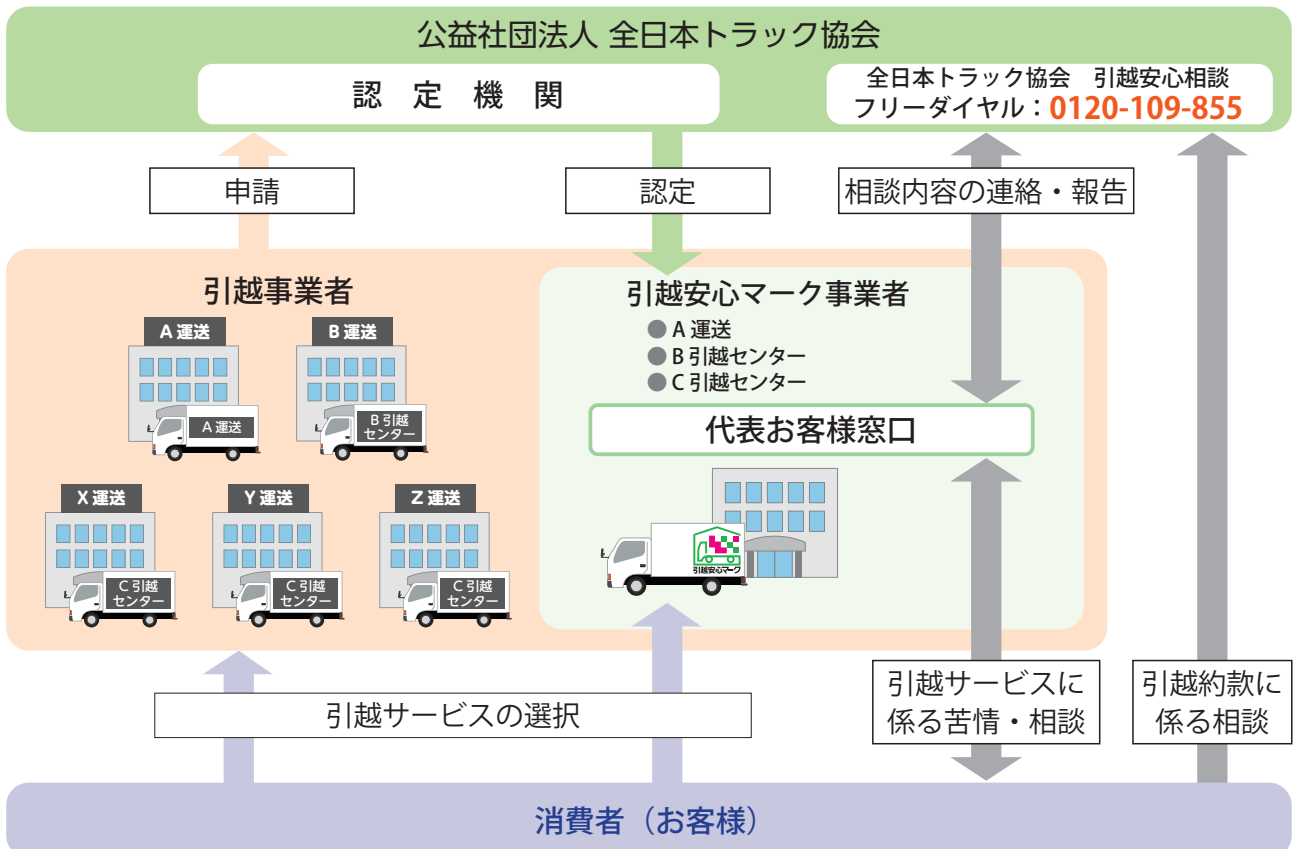 公益社団法人 全日本トラック協会
認 定 機 関
全日本トラック協会　引越安心相談
フリーダイヤル：0120-109-855
申請
認定
相談内容の連絡・報告
引越事業者
A 運送
B 運送
A 運送
B 引越
センター
X 運送
Y 運送
Z 運送
C 引越
センター
C 引越
センター
C 引越
センター
引越安心マーク事業者
● A 運送
● B 引越センター
● C 引越センター
代表お客様窓口
引越安心マーク
引越サービスの選択
引越サービスに
係る苦情・相談
引越約款に
係る相談
消費者（お客様）